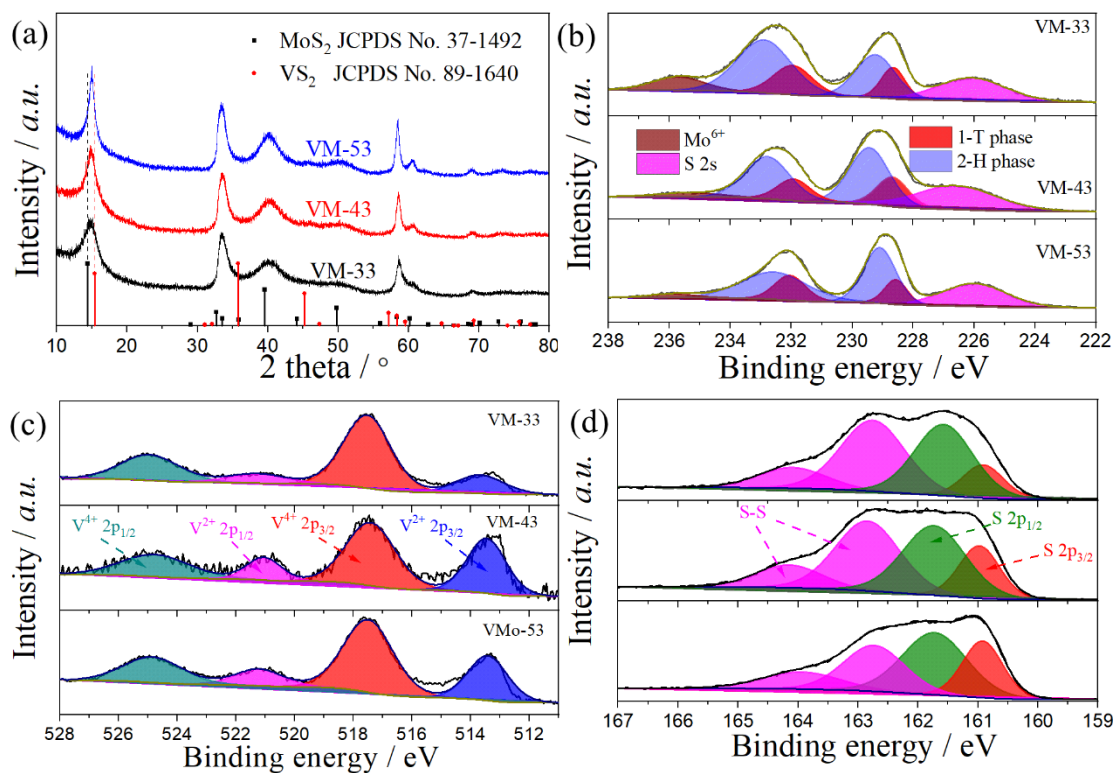 (a)
MoS2 JCPDS No. 37-1492
VS2 JCPDS No. 89-1640
VM-53
VM-43
VM-33
Intensity / a.u.
10 20 30 40 50 60 70 80
2 theta / °
(b)
VM-33
Mo6+
S 2s
1-T phase
2-H phase
VM-43
VM-53
Intensity / a.u.
238 236 234 232 230 228 226 224 222
Binding energy / eV
(c)
VM-33
V4+ 2p1/2
V2+ 2p1/2
V4+ 2p3/2
VM-43
V2+ 2p3/2
VMo-53
Intensity / a.u.
528 526 524 522 520 518 516 514 512
Binding energy / eV
(d)
S-S
S 2p1/2
S 2p3/2
Intensity / a.u.
167 166 165 164 163 162 161 160 159
Binding energy / eV